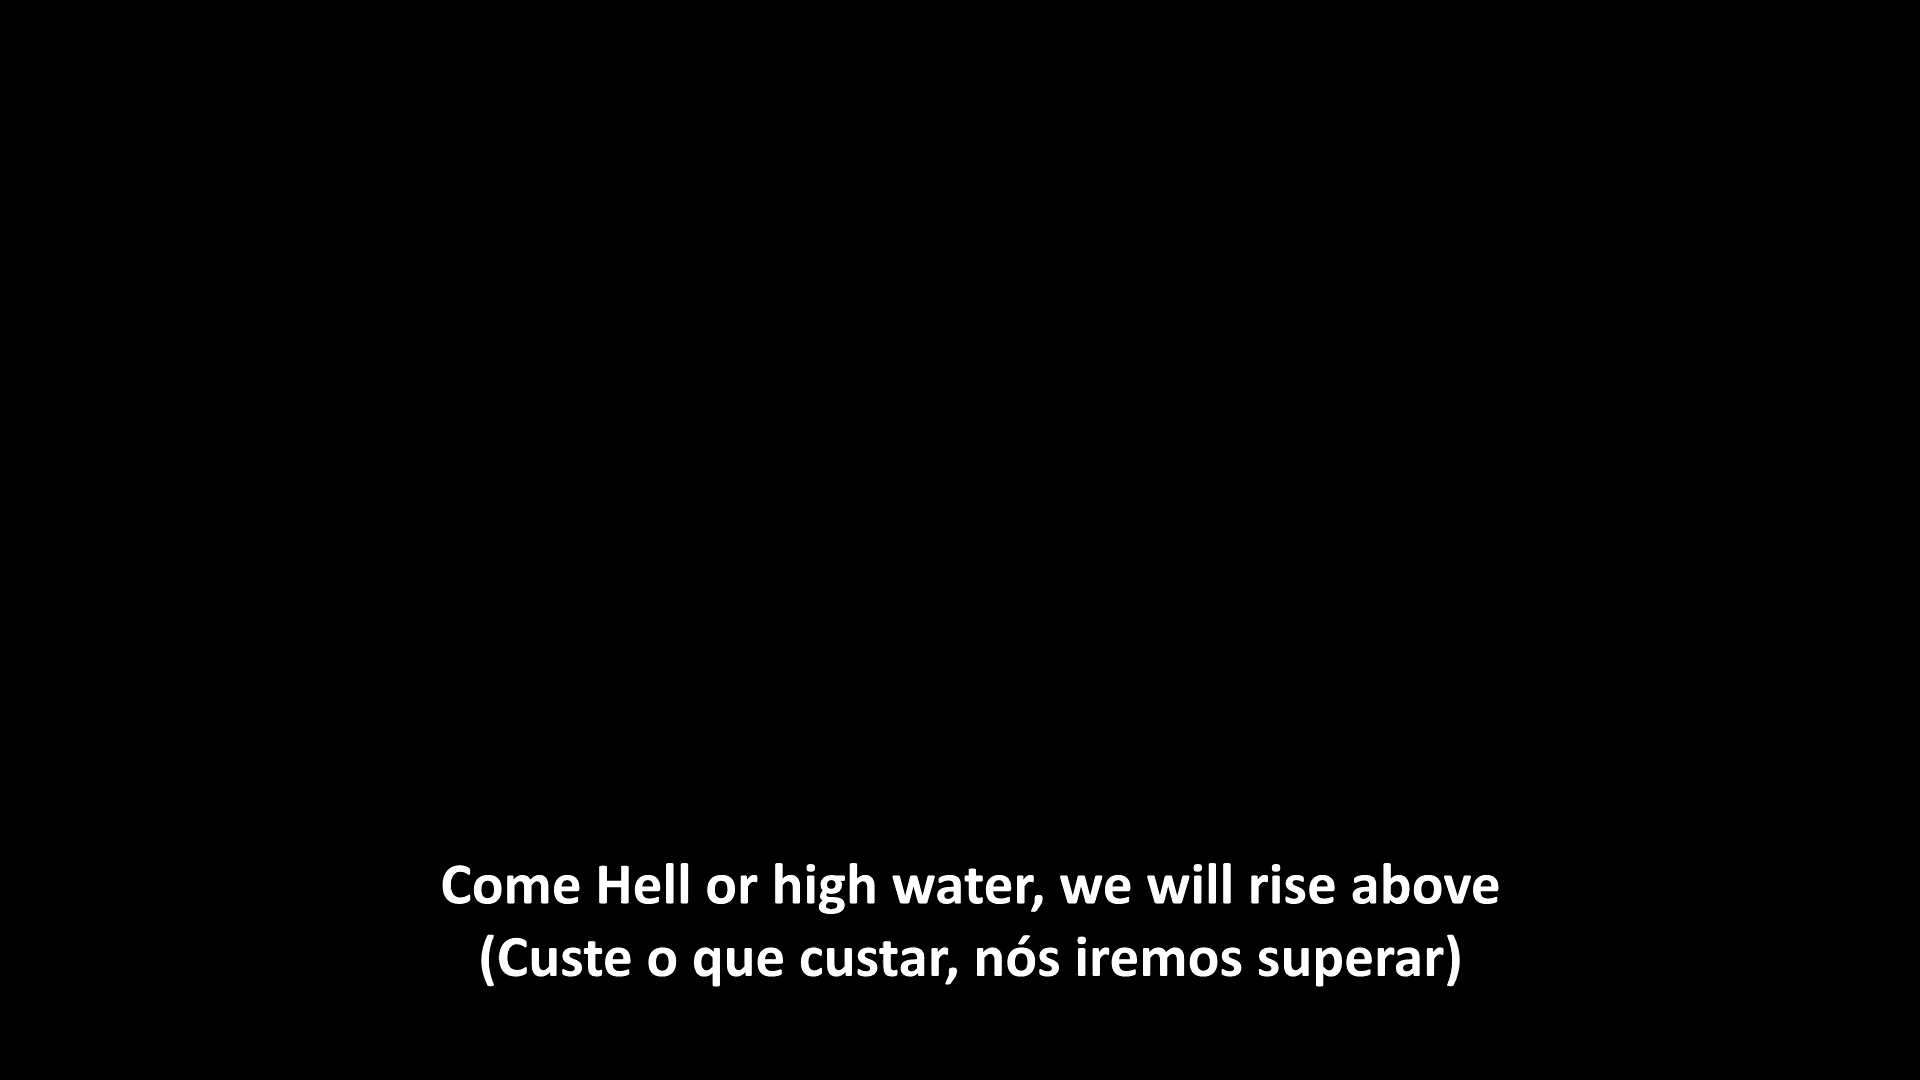 Come Hell or high water, we will rise above
(Custe o que custar, nós iremos superar)